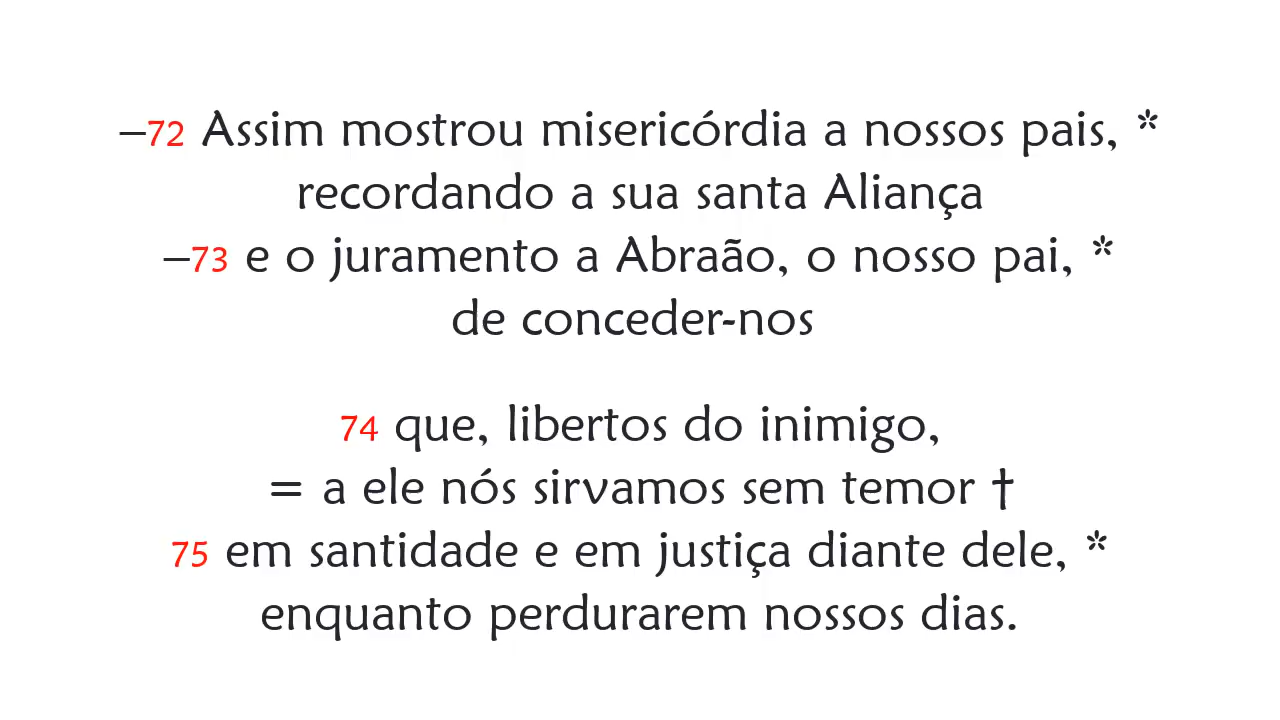 –72 Assim mostrou misericórdia a nossos pais, *
recordando a sua santa Aliança
–73 e o juramento a Abraão, o nosso pai, *
de conceder-nos
74 que, libertos do inimigo,
= a ele nós sirvamos sem temor †
75 em santidade e em justiça diante dele, *
enquanto perdurarem nossos dias.